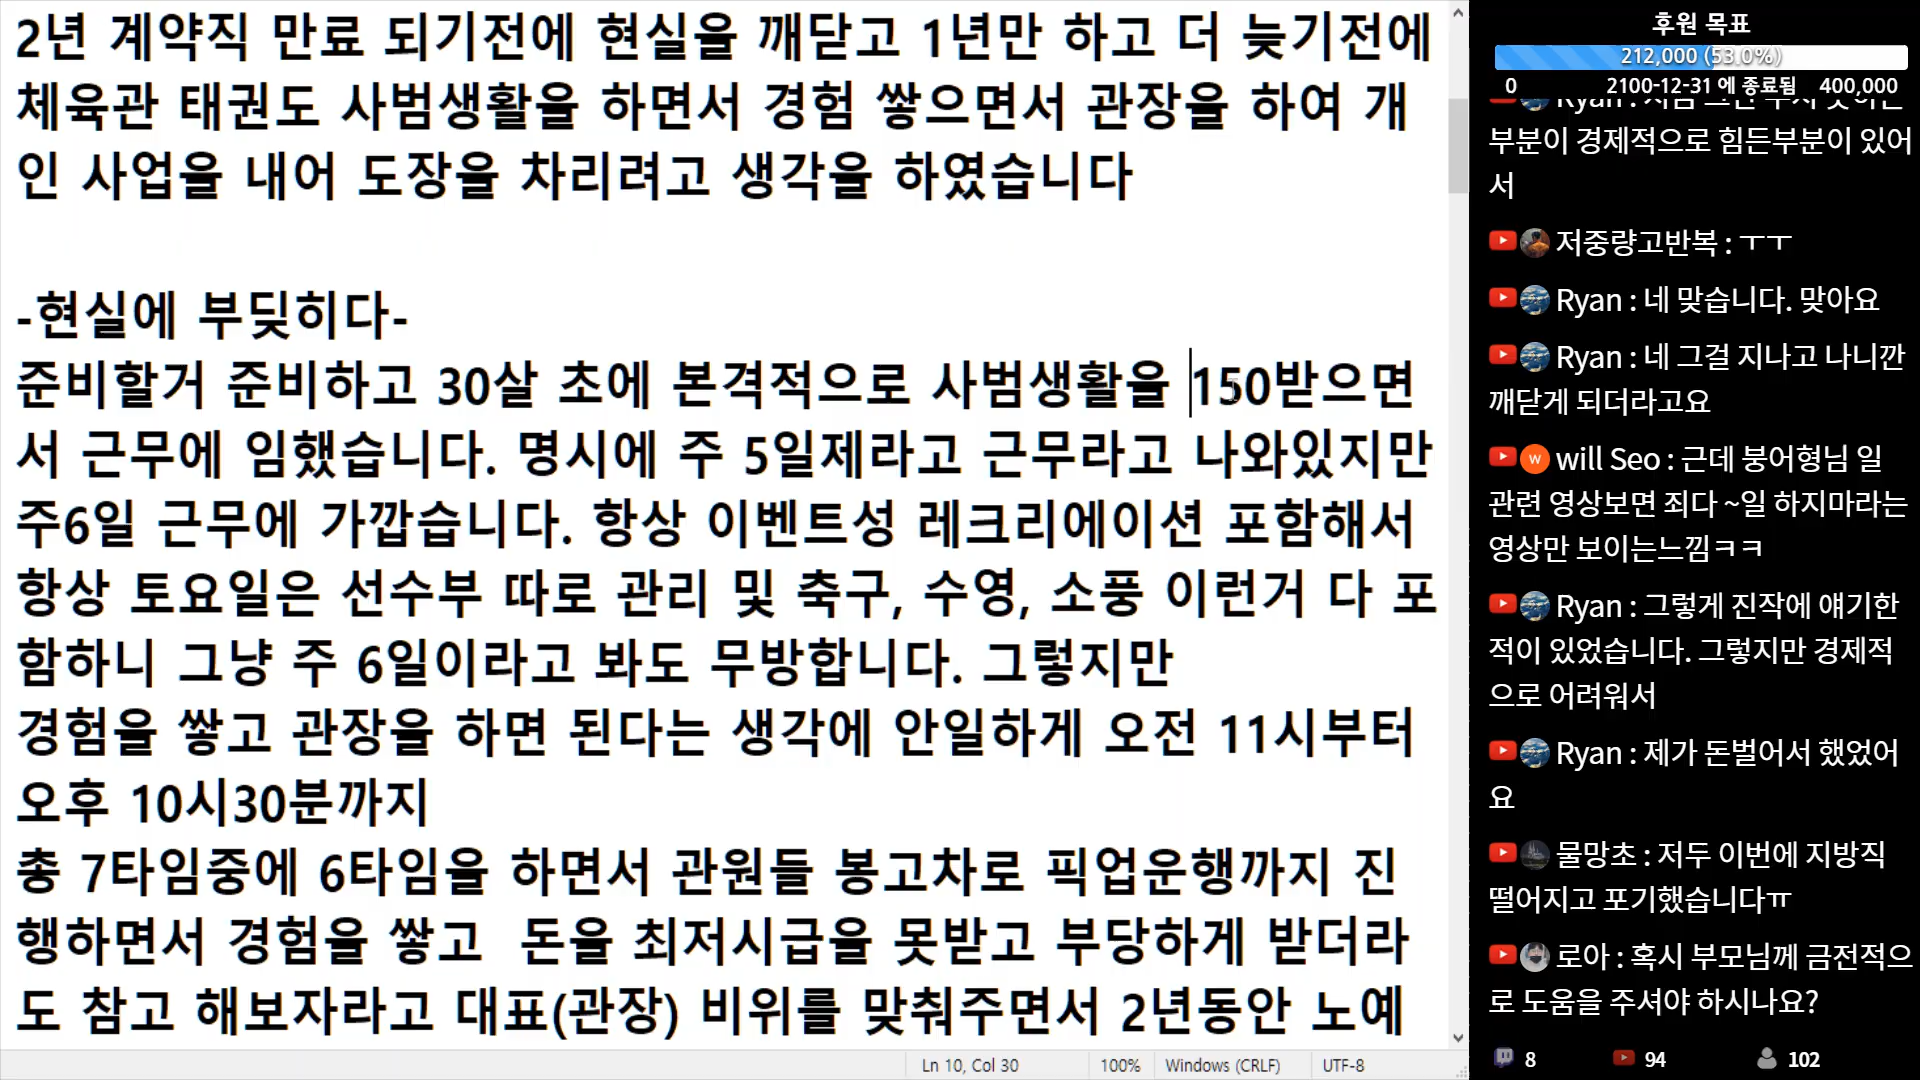 2년 계약직 만료 되기전에 현실을 깨닫고 1년만 하고 더 늦기전에
체육관 태권도 사범생활을 하면서 경험 쌓으면서 관장을 하여 개
인 사업을 내어 도장을 차리려고 생각을 하였습니다
-현실에 부딪히다-
준비할거 준비하고 30살 초에 본격적으로 사범생활을 150받으면
서 근무에 임했습니다. 명시에 주 5일제라고 근무라고 나와있지만
주6일 근무에 가깝습니다. 항상 이벤트성 레크리에이션 포함해서
항상 토요일은 선수부 따로 관리 및 축구, 수영, 소풍 이런거 다 포
함하니 그냥 주 6일이라고 봐도 무방합니다. 그렇지만
경험을 쌓고 관장을 하면 된다는 생각에 안일하게 오전 11시부터
오후 10시30분까지
총 7타임중에 6타임을 하면서 관원들 봉고차로 픽업운행까지 진
행하면서 경험을 쌓고  돈을 최저시급을 못받고 부당하게 받더라
도 참고 해보자라고 대표(관장) 비위를 맞춰주면서 2년동안 노예
Ln 10, Col 30
100%
Windows (CRLF)
UTF-8
후원 목표
212,000 (53.0%)
0 2100-12-31 에 종료됨 400,000
Ryan :
부분이 경제적으로 힘든부분이 있어
서
저중량고반복 : ㅜㅜ
Ryan : 네 맞습니다. 맞아요
Ryan : 네 그걸 지나고 나니깐
깨닫게 되더라고요
W will Seo : 근데 붕어형님 일
관련 영상보면 죄다 ~일 하지마라는
영상만 보이는느낌ㅋㅋ
Ryan : 그렇게 진작에 얘기한
적이 있었습니다. 그렇지만 경제적
으로 어려워서
Ryan : 제가 돈벌어서 했었어
요
물망초 : 저두 이번에 지방직
떨어지고 포기했습니다ㅠ
로아 : 혹시 부모님께 금전적으
로 도움을 주셔야 하시나요?
8 94 102